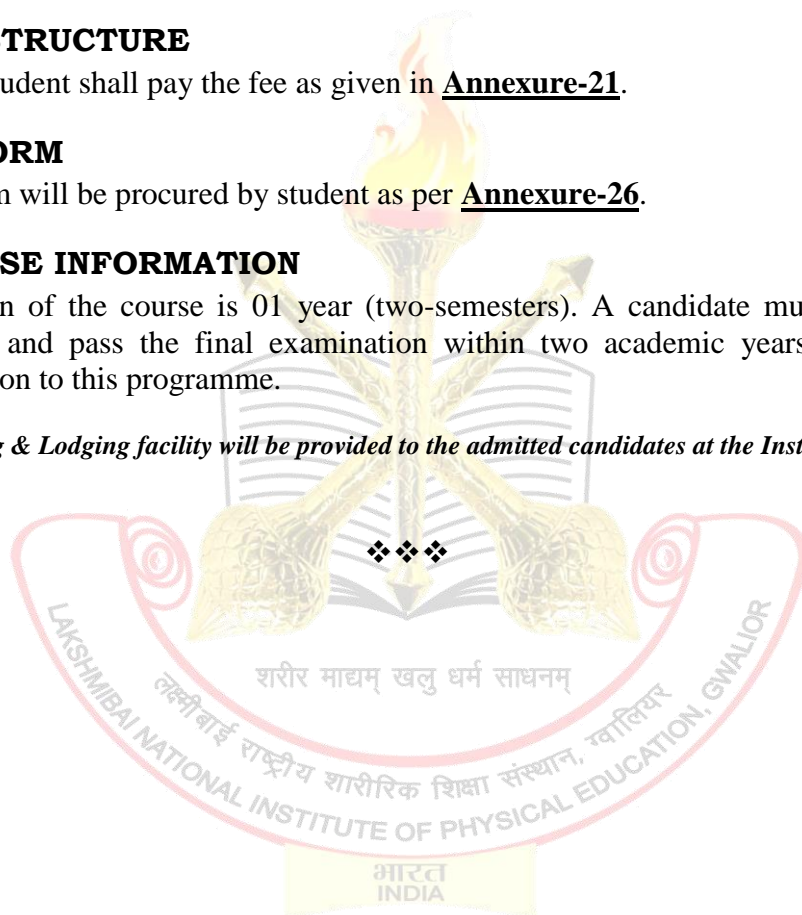 STRUCTURE
tudent shall pay the fee as given in Annexure-21.
ORM
m will be procured by student as per Annexure-26.
SE INFORMATION
n of the course is 01 year (two-semesters). A candidate mu
and pass the final examination within two academic years
on to this programme.
g & Lodging facility will be provided to the admitted candidates at the Inst
शरीर माद्यम् खलु धर्म साधनम्
लक्ष्मीबाई राष्ट्रीय शारीरिक शिक्षा संस्थान, ग्वालियर
LAKSHMIBAI NATIONAL INSTITUTE OF PHYSICAL EDUCATION, GWALIOR
भारत
INDIA